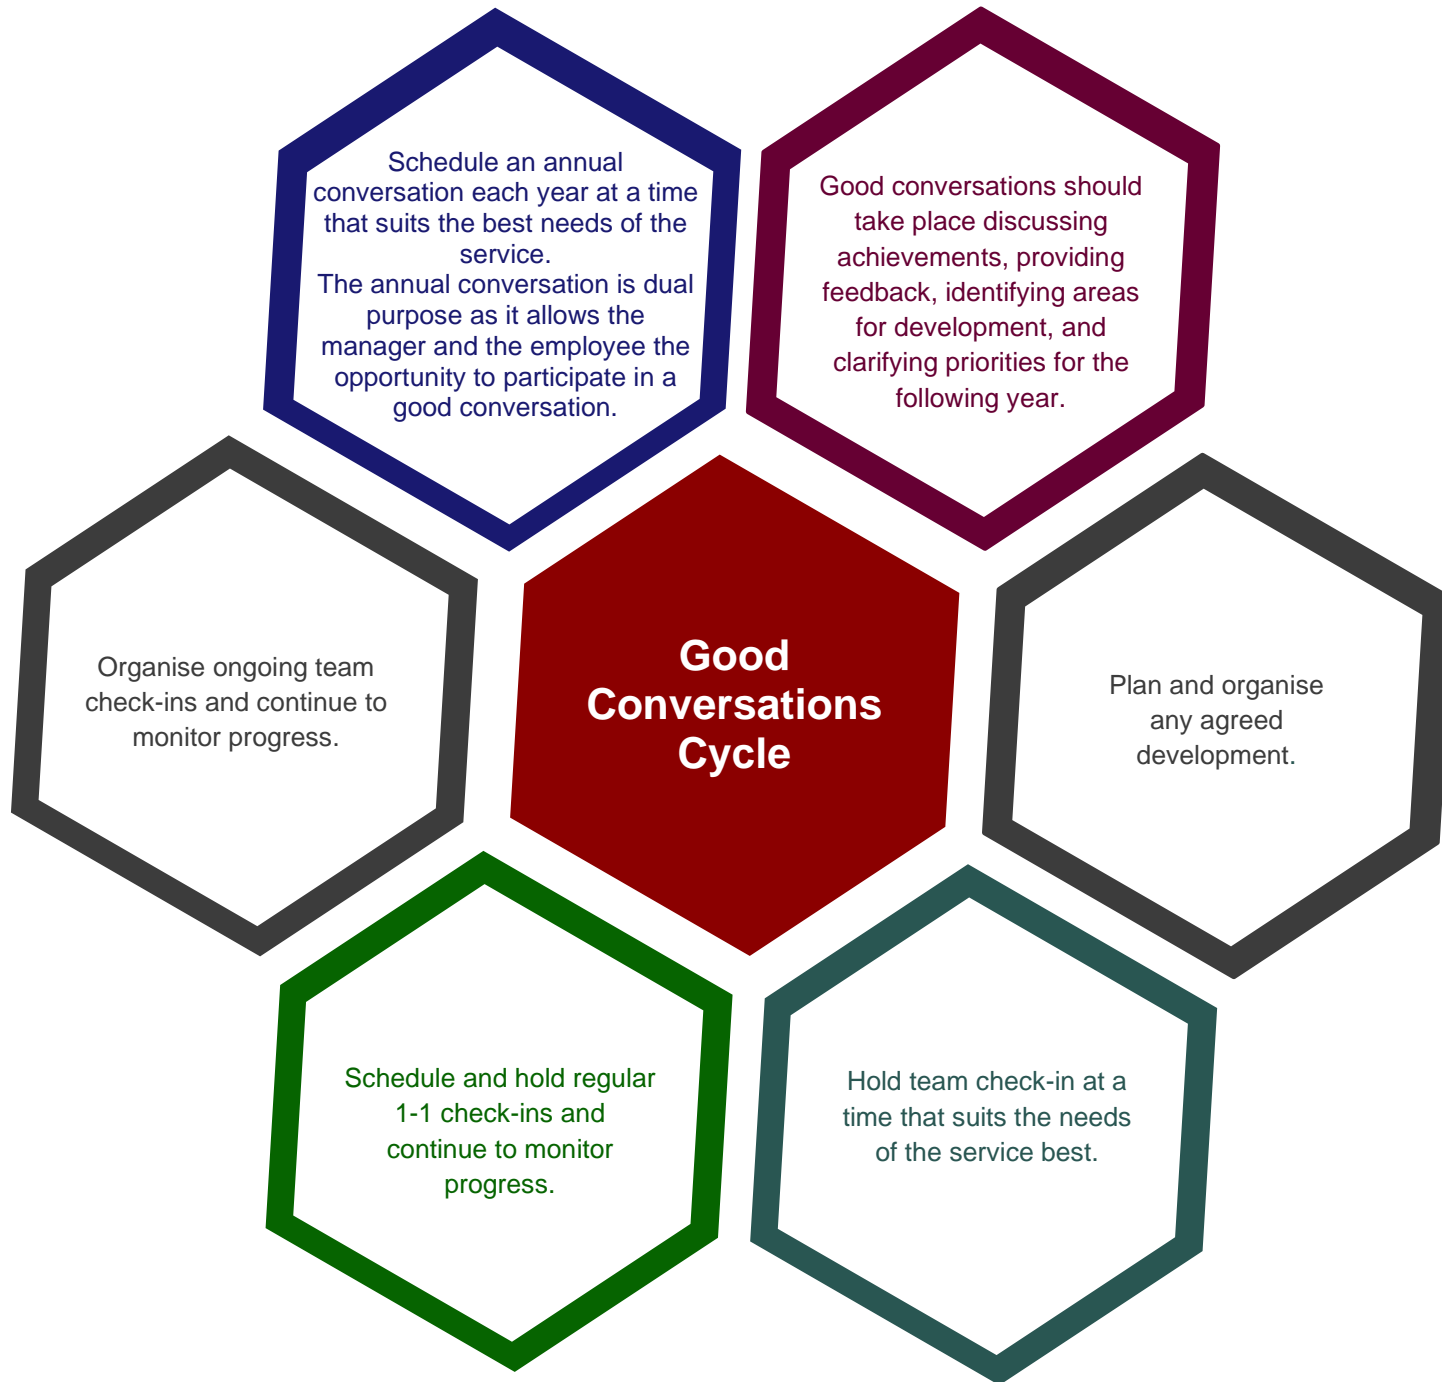 Schedule an annual
conversation each year at a time
that suits the best needs of the
service.
The annual conversation is dual
purpose as it allows the
manager and the employee the
opportunity to participate in a
good conversation.
Good conversations should
take place discussing
achievements, providing
feedback, identifying areas
for development, and
clarifying priorities for the
following year.
Organise ongoing team
check-ins and continue to
monitor progress.
Good
Conversations
Cycle
Plan and organise
any agreed
development.
Schedule and hold regular
1-1 check-ins and
continue to monitor
progress.
Hold team check-in at a
time that suits the needs
of the service best.